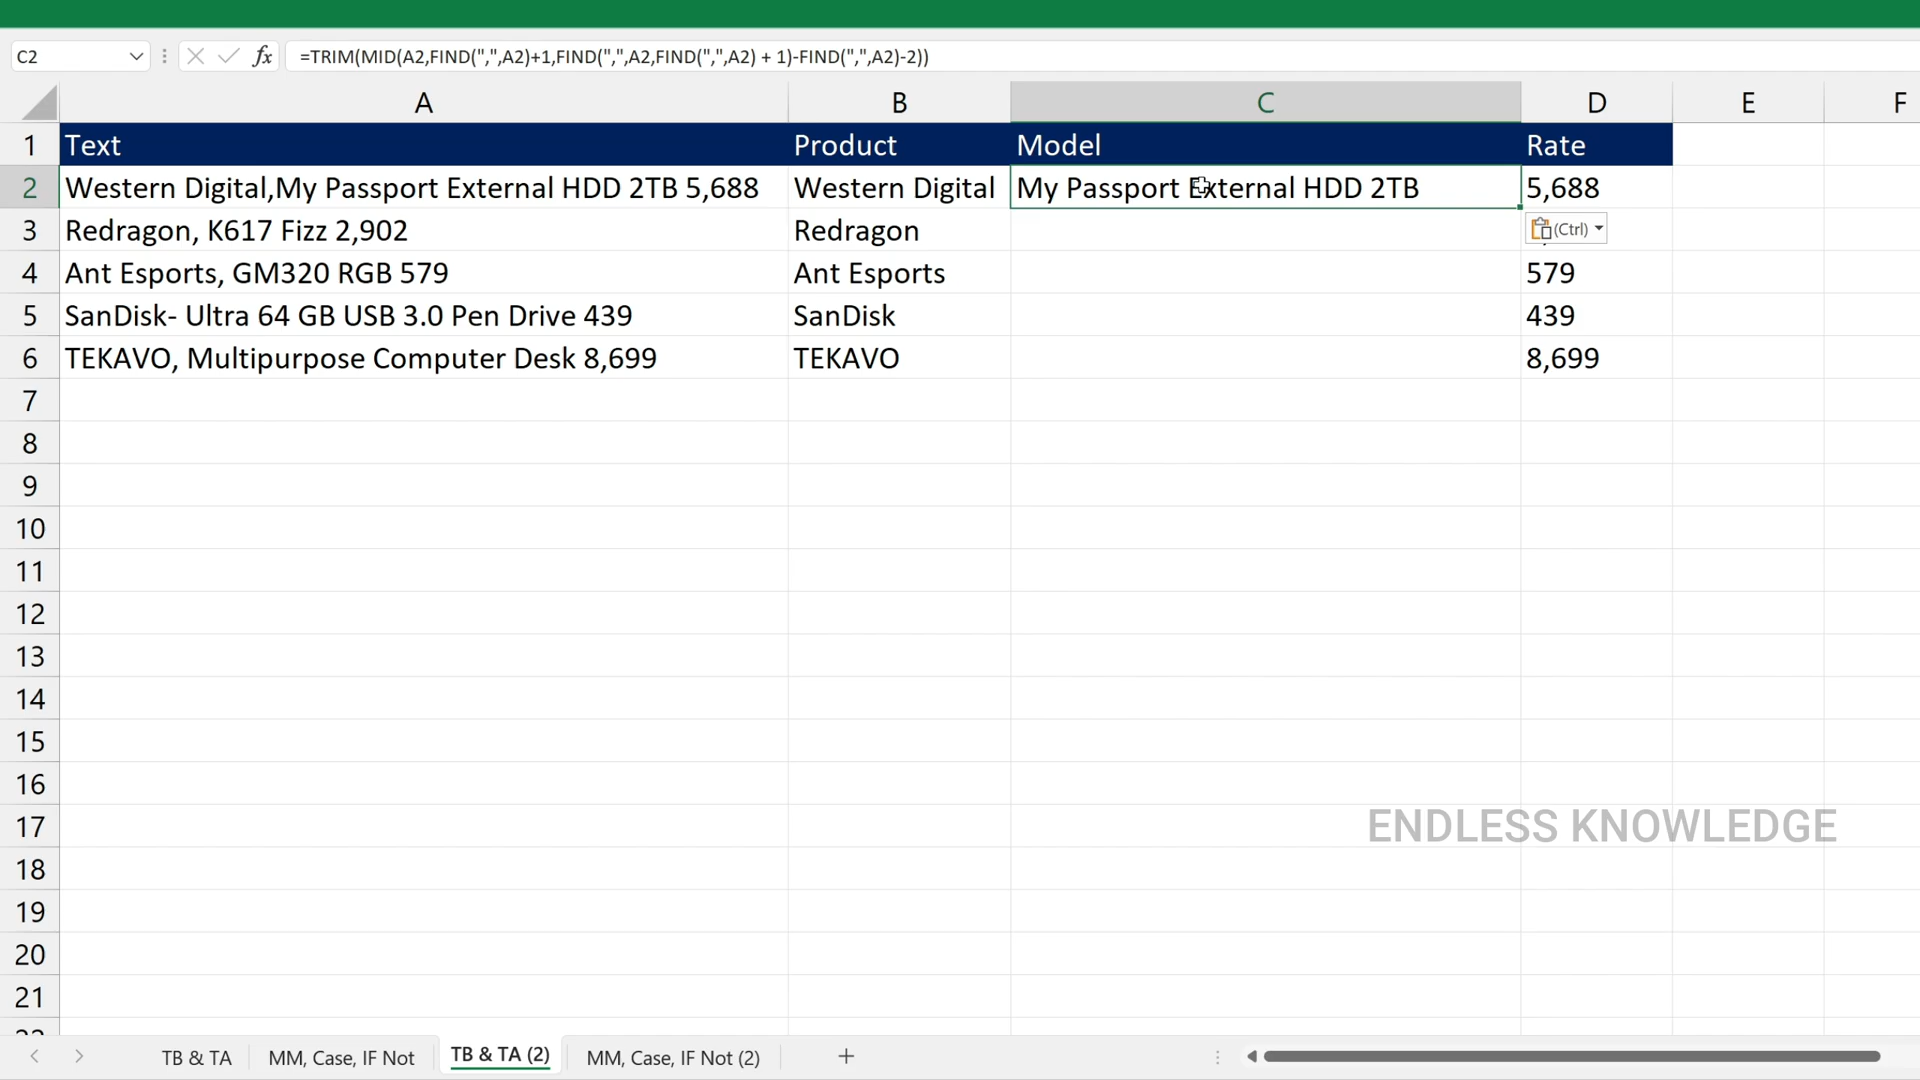 C2 fx =TRIM(MID(A2,FIND(",",A2)+1,FIND(",",A2,FIND(",",A2) + 1)-FIND(",",A2)-2))
A B C D E F
1 Text Product Model Rate
2 Western Digital,My Passport External HDD 2TB 5,688 Western Digital My Passport External HDD 2TB 5,688
3 Redragon, K617 Fizz 2,902 Redragon (Ctrl)
4 Ant Esports, GM320 RGB 579 Ant Esports 579
5 SanDisk- Ultra 64 GB USB 3.0 Pen Drive 439 SanDisk 439
6 TEKAVO, Multipurpose Computer Desk 8,699 TEKAVO 8,699
7
8
9
10
11
12
13
14
15
16
17 ENDLESS KNOWLEDGE
18
19
20
21
TB & TA MM, Case, IF Not TB & TA (2) MM, Case, IF Not (2)